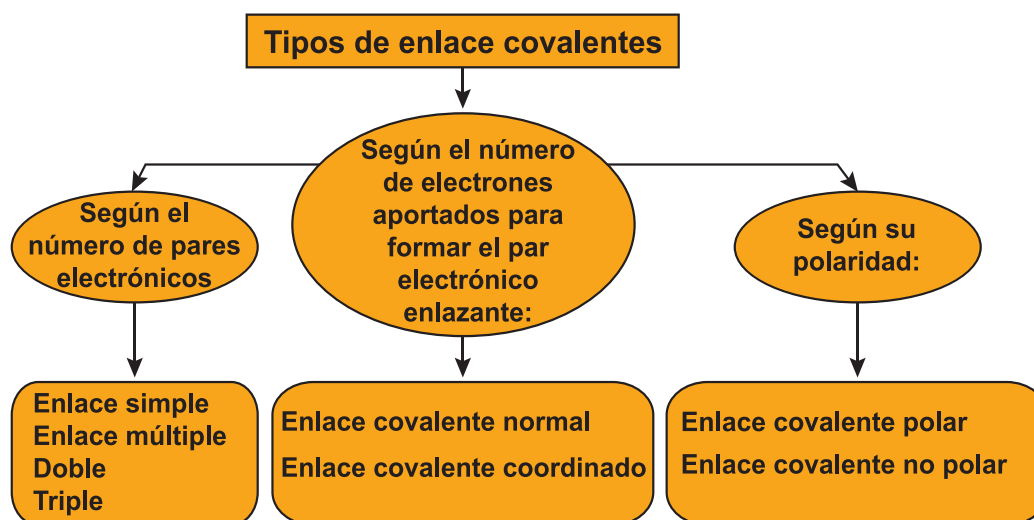 Tipos de enlace covalentes
Según el
número de pares
electrónicos
Según el número
de electrones
aportados para
formar el par
electrónico
enlazante:
Según su
polaridad:
Enlace simple
Enlace múltiple
Doble
Triple
Enlace covalente normal
Enlace covalente coordinado
Enlace covalente polar
Enlace covalente no polar